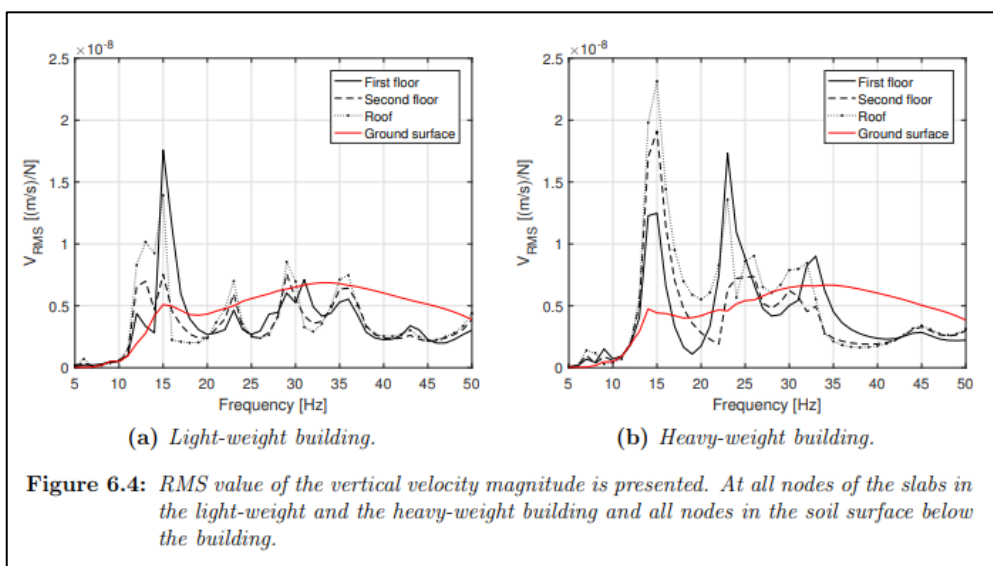 ×10⁻⁸
2.5
2
1.5
1
0.5
0
V_RMS [(m/s)/N]
First floor
Second floor
Roof
Ground surface
5 10 15 20 25 30 35 40 45 50
Frequency [Hz]
(a) Light-weight building.
×10⁻⁸
2.5
2
1.5
1
0.5
0
V_RMS [(m/s)/N]
First floor
Second floor
Roof
Ground surface
5 10 15 20 25 30 35 40 45 50
Frequency [Hz]
(b) Heavy-weight building.
Figure 6.4: RMS value of the vertical velocity magnitude is presented. At all nodes of the slabs in
the light-weight and the heavy-weight building and all nodes in the soil surface below
the building.